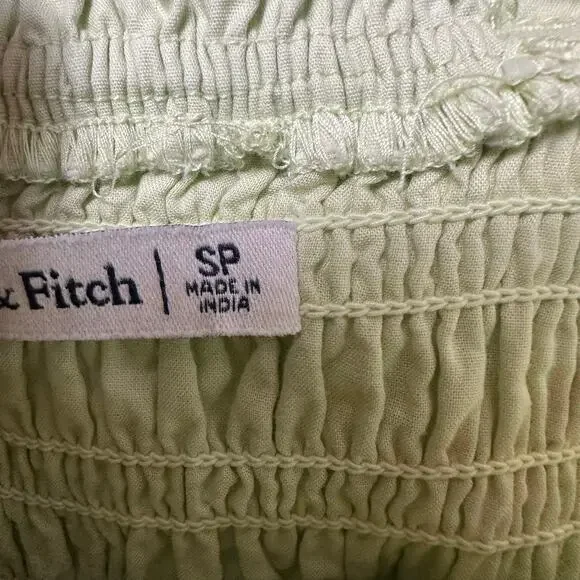 & Fitch | SP
MADE IN
INDIA